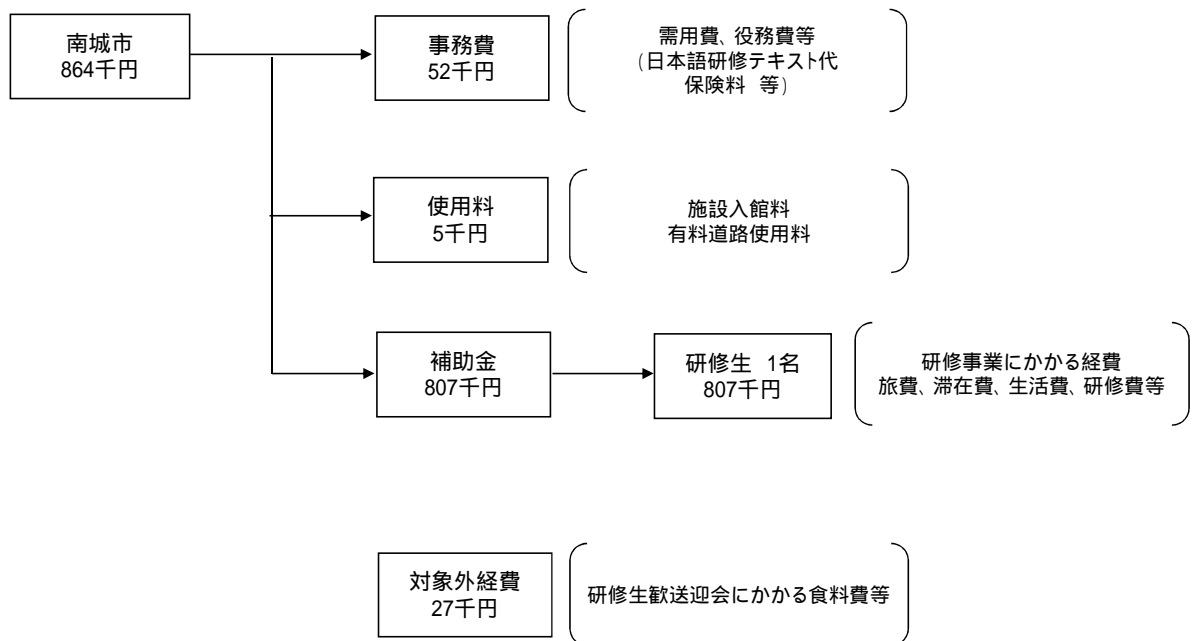 南城市
864千円
事務費
52千円
需用費、役務費等
(日本語研修テキスト代
保険料 等)
使用料
5千円
施設入館料
有料道路使用料
補助金
807千円
研修生 1名
807千円
研修事業にかかる経費
旅費、滞在費、生活費、研修費等
対象外経費
27千円
研修生歓送迎会にかかる食料費等